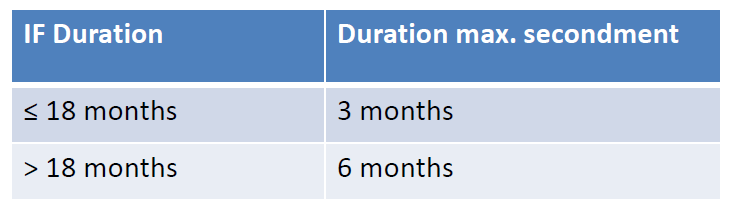 IF Duration Duration max. secondment
≤ 18 months 3 months
> 18 months 6 months